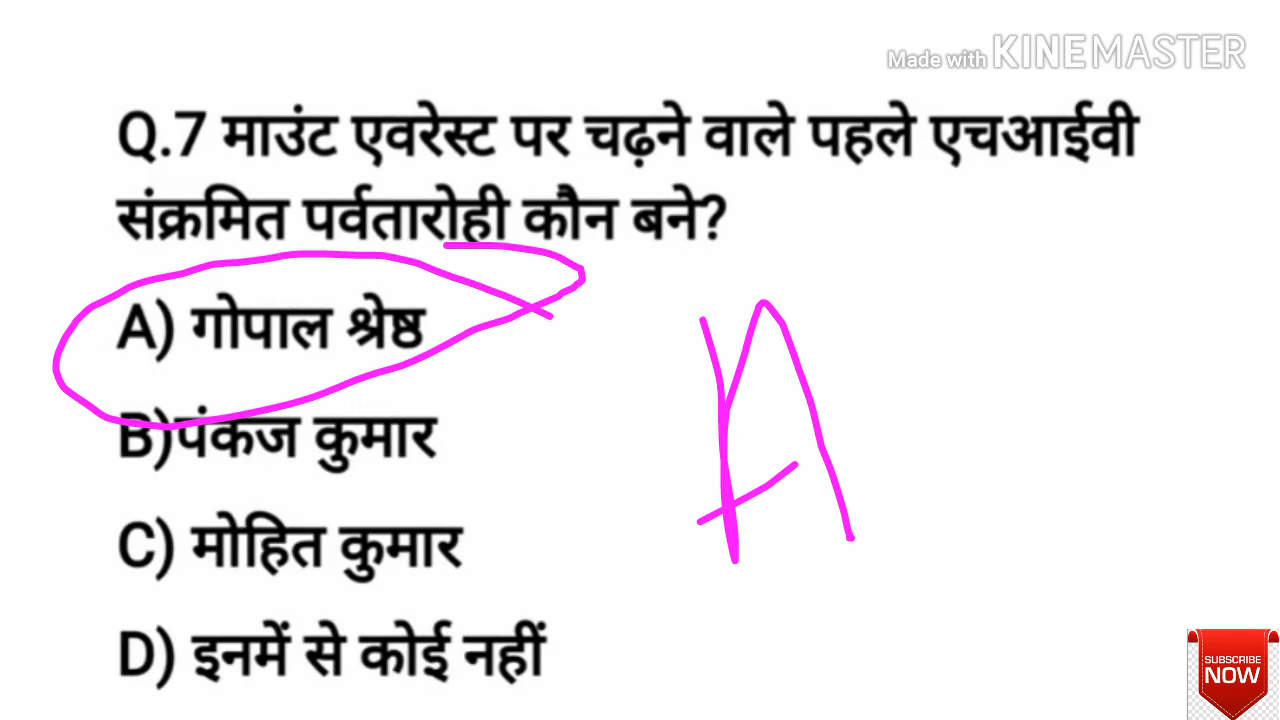 Made with KINEMASTER
Q.7 माउंट एवरेस्ट पर चढ़ने वाले पहले एचआईवी
संक्रमित पर्वतारोही कौन बने?
A) गोपाल श्रेष्ठ
A
B)पंकज कुमार
C) मोहित कुमार
D) इनमें से कोई नहीं
SUBSCRIBE
NOW